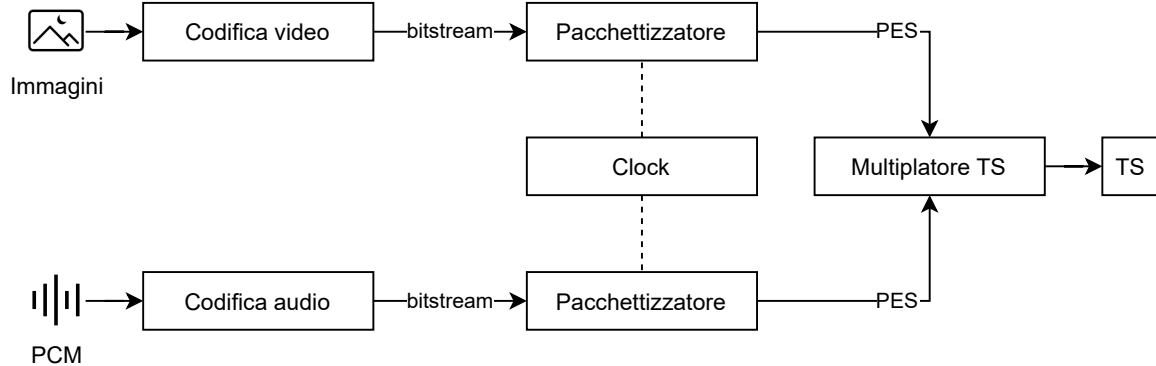 Codifica video
bitstream
Pacchettizzatore
PES
Immagini
Clock
Multiplatore TS
TS
Codifica audio
bitstream
Pacchettizzatore
PES
PCM